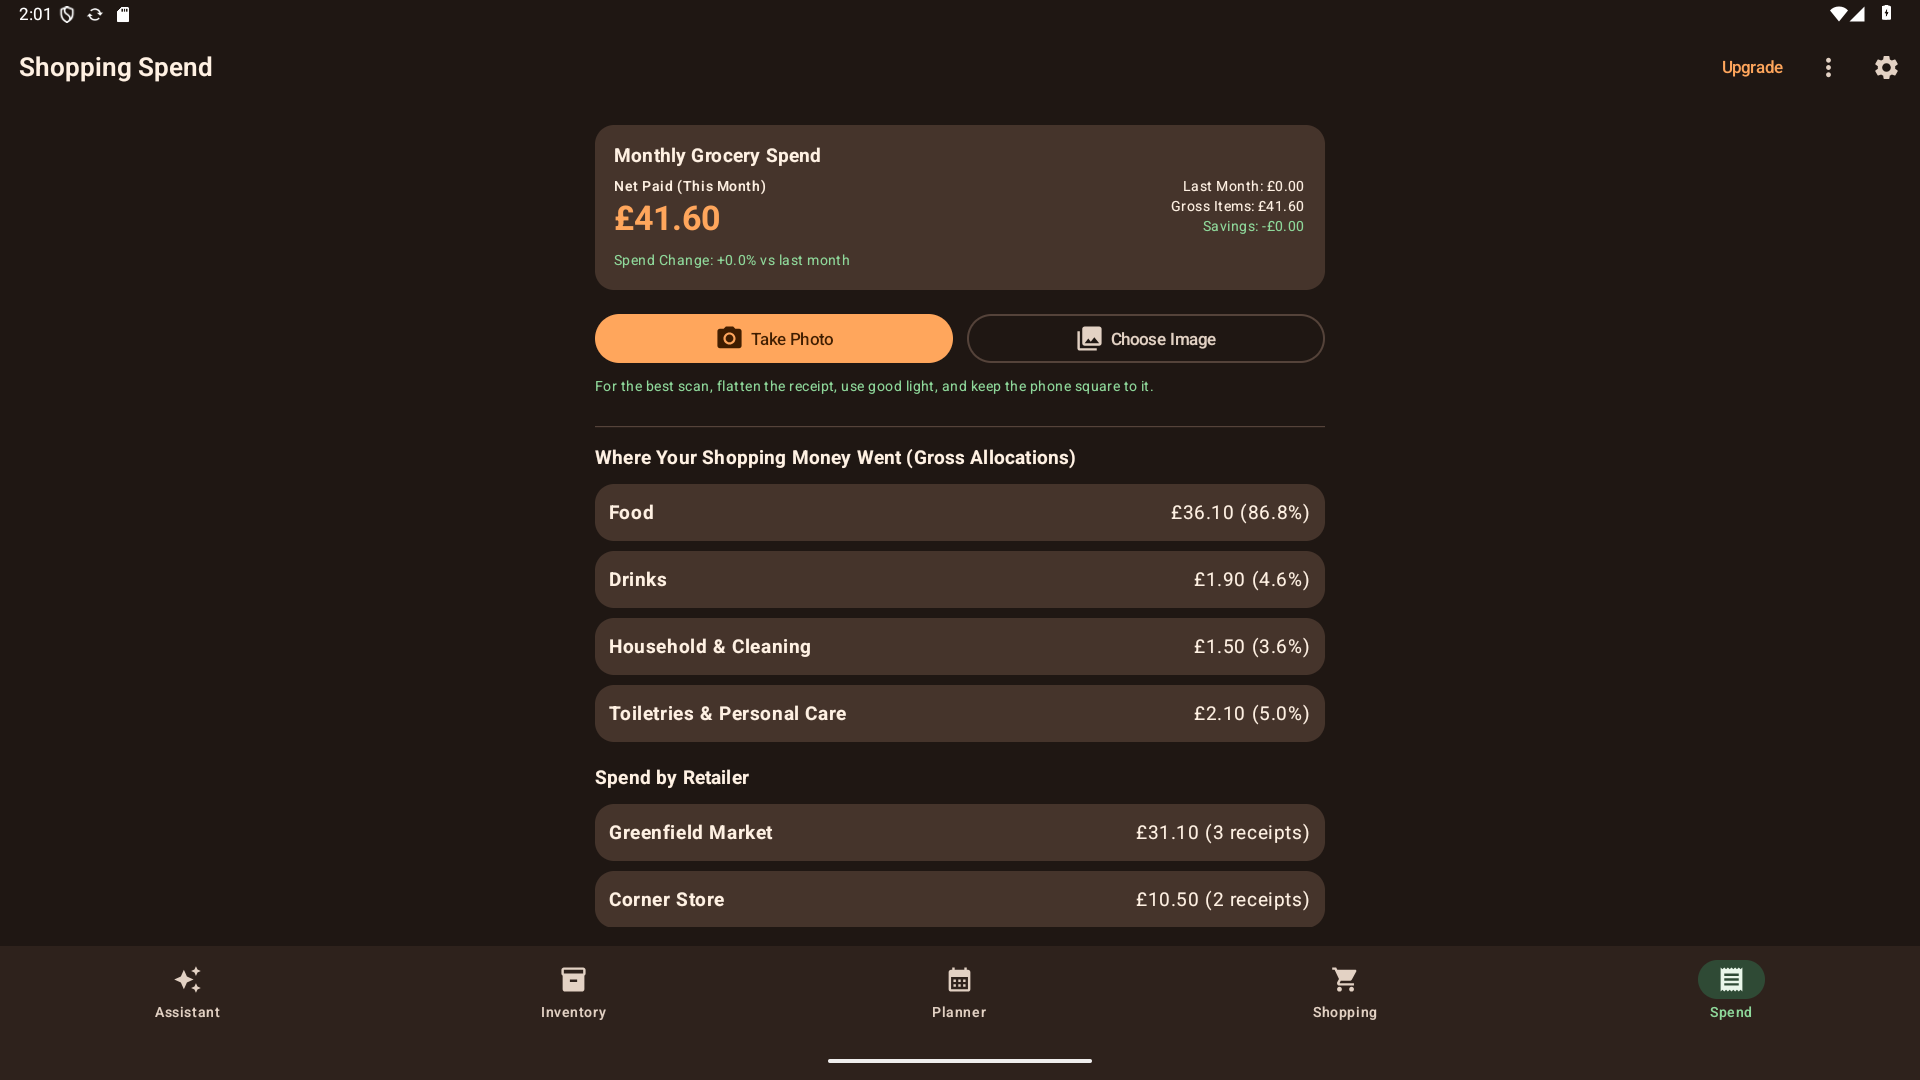 2:01
Shopping Spend
Upgrade
Monthly Grocery Spend
Net Paid (This Month)
£41.60
Last Month: £0.00
Gross Items: £41.60
Savings: -£0.00
Spend Change: +0.0% vs last month
Take Photo
Choose Image
For the best scan, flatten the receipt, use good light, and keep the phone square to it.
Where Your Shopping Money Went (Gross Allocations)
Food £36.10 (86.8%)
Drinks £1.90 (4.6%)
Household & Cleaning £1.50 (3.6%)
Toiletries & Personal Care £2.10 (5.0%)
Spend by Retailer
Greenfield Market £31.10 (3 receipts)
Corner Store £10.50 (2 receipts)
Assistant
Inventory
Planner
Shopping
Spend